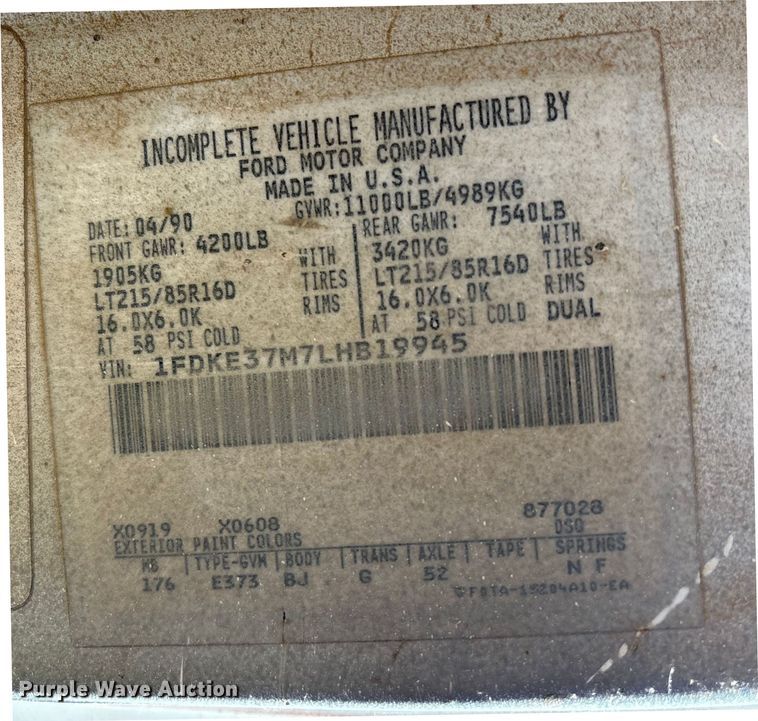 INCOMPLETE VEHICLE MANUFACTURED BY
FORD MOTOR COMPANY
MADE IN U.S.A.
DATE: 04/90 GVWR:11000LB/4989KG
FRONT GAWR: 4200LB REAR GAWR: 7540LB
1905KG WITH 3420KG WITH
LT215/85R16D TIRES LT215/85R16D TIRES
16.0X6.0K RIMS 16.0X6.0K RIMS
AT 58 PSI COLD AT 58 PSI COLD DUAL
VIN: 1FDKE37M7LHB19945
X0919 X0608 877028
EXTERIOR PAINT COLORS DSO
WB TYPE-GVW BODY TRANS AXLE TAPE SPRINGS
176 E373 BJ G 52 N F
F0TA-15204A10-EA
Purple Wave Auction